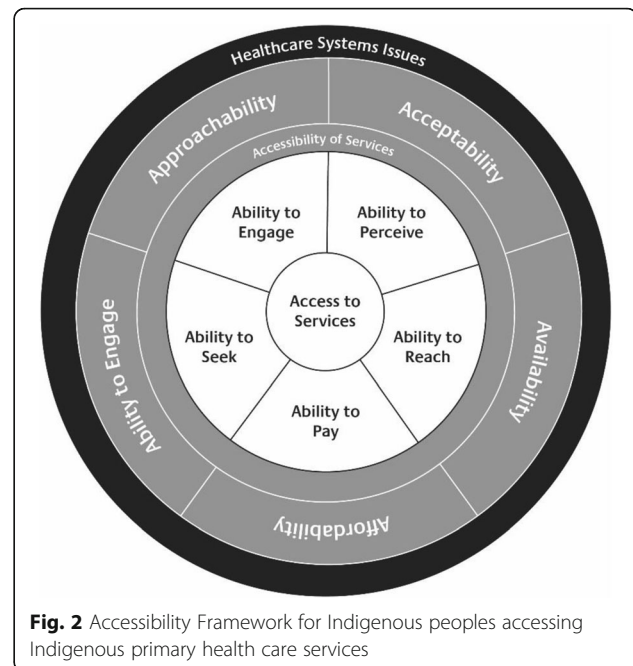 Healthcare Systems Issues
Approachability
Acceptability
Accessibility of Services
Ability to
Engage
Ability to
Perceive
Access to
Services
Ability to
Seek
Ability to
Reach
Ability to
Pay
Ability to Engage
Availability
Affordability
Fig. 2 Accessibility Framework for Indigenous peoples accessing
Indigenous primary health care services